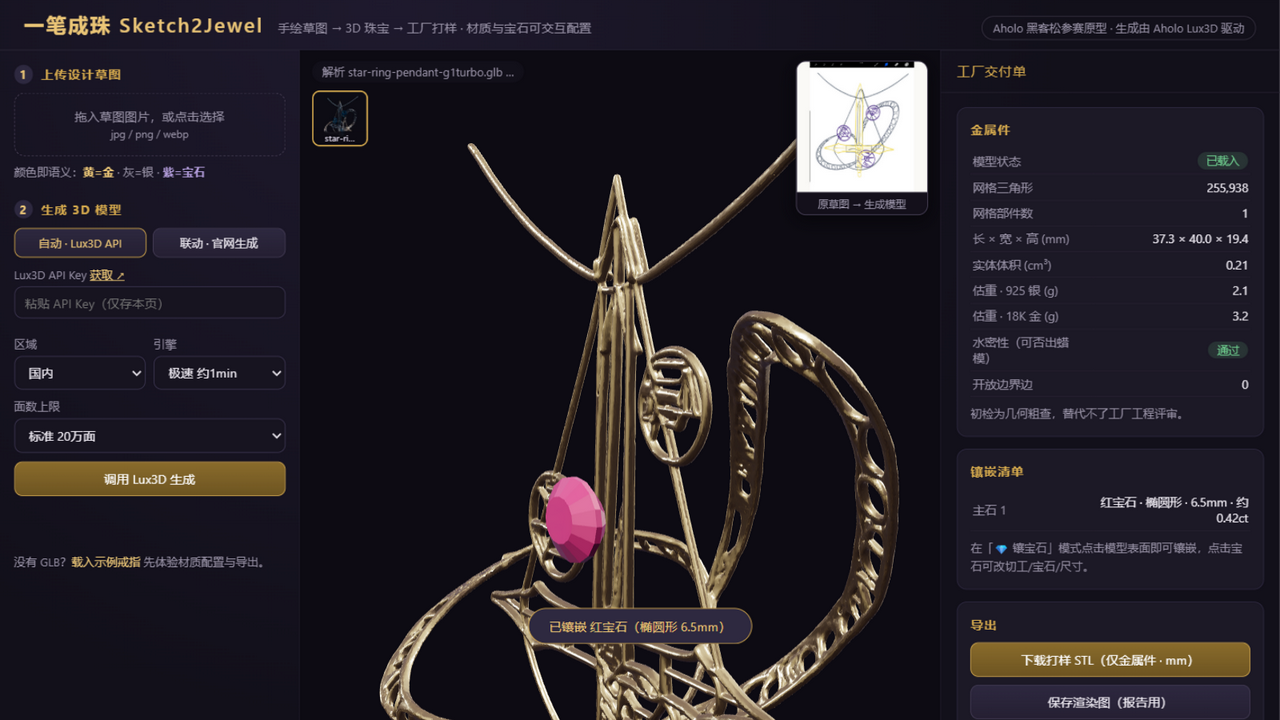 一笔成珠 Sketch2Jewel
手绘草图 → 3D 珠宝 → 工厂打样 · 材质与宝石可交互配置
Aholo 黑客松参赛原型 · 生成由 Aholo Lux3D 驱动
1 上传设计草图
拖入草图图片，或点击选择
jpg / png / webp
颜色即语义：黄=金 · 灰=银 · 紫=宝石
2 生成 3D 模型
自动 · Lux3D API
联动 · 官网生成
Lux3D API Key 获取 ↗
粘贴 API Key（仅存本页）
区域
引擎
国内
极速 约1min
面数上限
标准 20万面
调用 Lux3D 生成
没有 GLB？载入示例戒指 先体验材质配置与导出。
解析 star-ring-pendant-g1turbo.glb ...
star-ri...
原草图 → 生成模型
已镶嵌 红宝石（椭圆形 6.5mm）
工厂交付单
金属件
模型状态 已载入
网格三角形 255,938
网格部件数 1
长 × 宽 × 高 (mm) 37.3 × 40.0 × 19.4
实体体积 (cm³) 0.21
估重 · 925 银 (g) 2.1
估重 · 18K 金 (g) 3.2
水密性（可否出蜡
模） 通过
开放边界边 0
初检为几何粗查，替代不了工厂工程评审。
镶嵌清单
主石 1 红宝石 · 椭圆形 · 6.5mm · 约
0.42ct
在「💎 镶宝石」模式点击模型表面即可镶嵌，点击宝
石可改切工/宝石/尺寸。
导出
下载打样 STL（仅金属件 · mm）
保存渲染图（报告用）